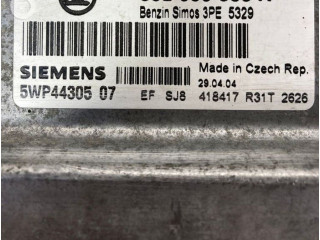 Benzin Simos 3PE 5329
SIEMENS Made in Czech Rep.
29.04.04
5WP44305 07 EF SJ8 418417 R31T 2626